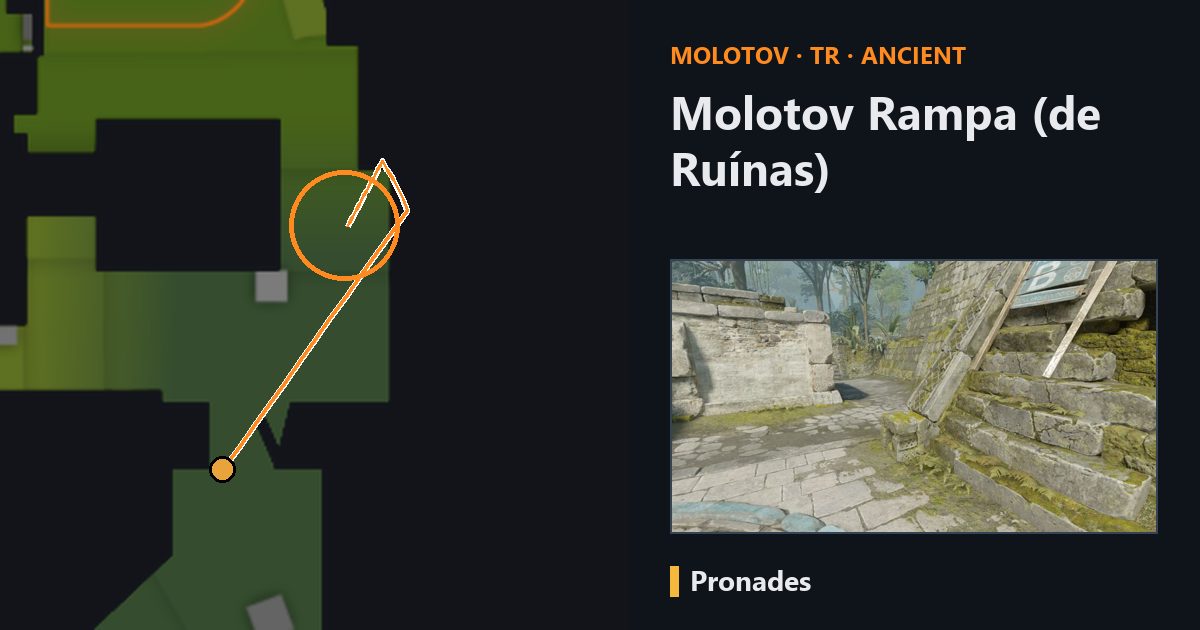 MOLOTOV · TR · ANCIENT
Molotov Rampa (de
Ruínas)
B
Pronades